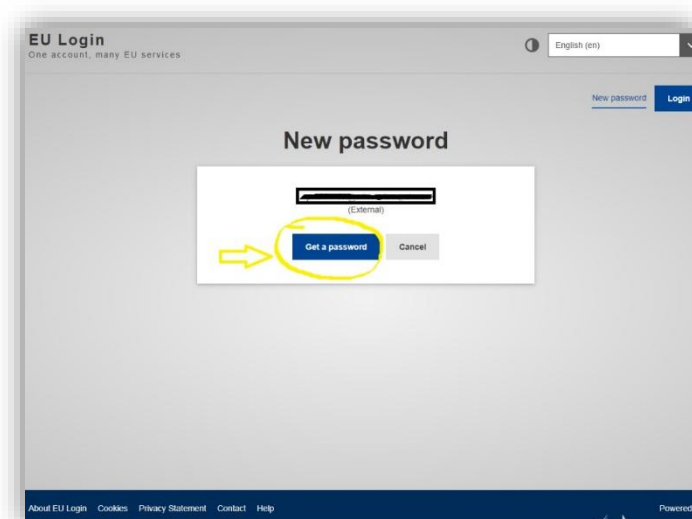 EU Login
One account, many EU services
English (en)
New password
Login
New password
(External)
Get a password
Cancel
About EU Login
Cookies
Privacy Statement
Contact
Help
Powered